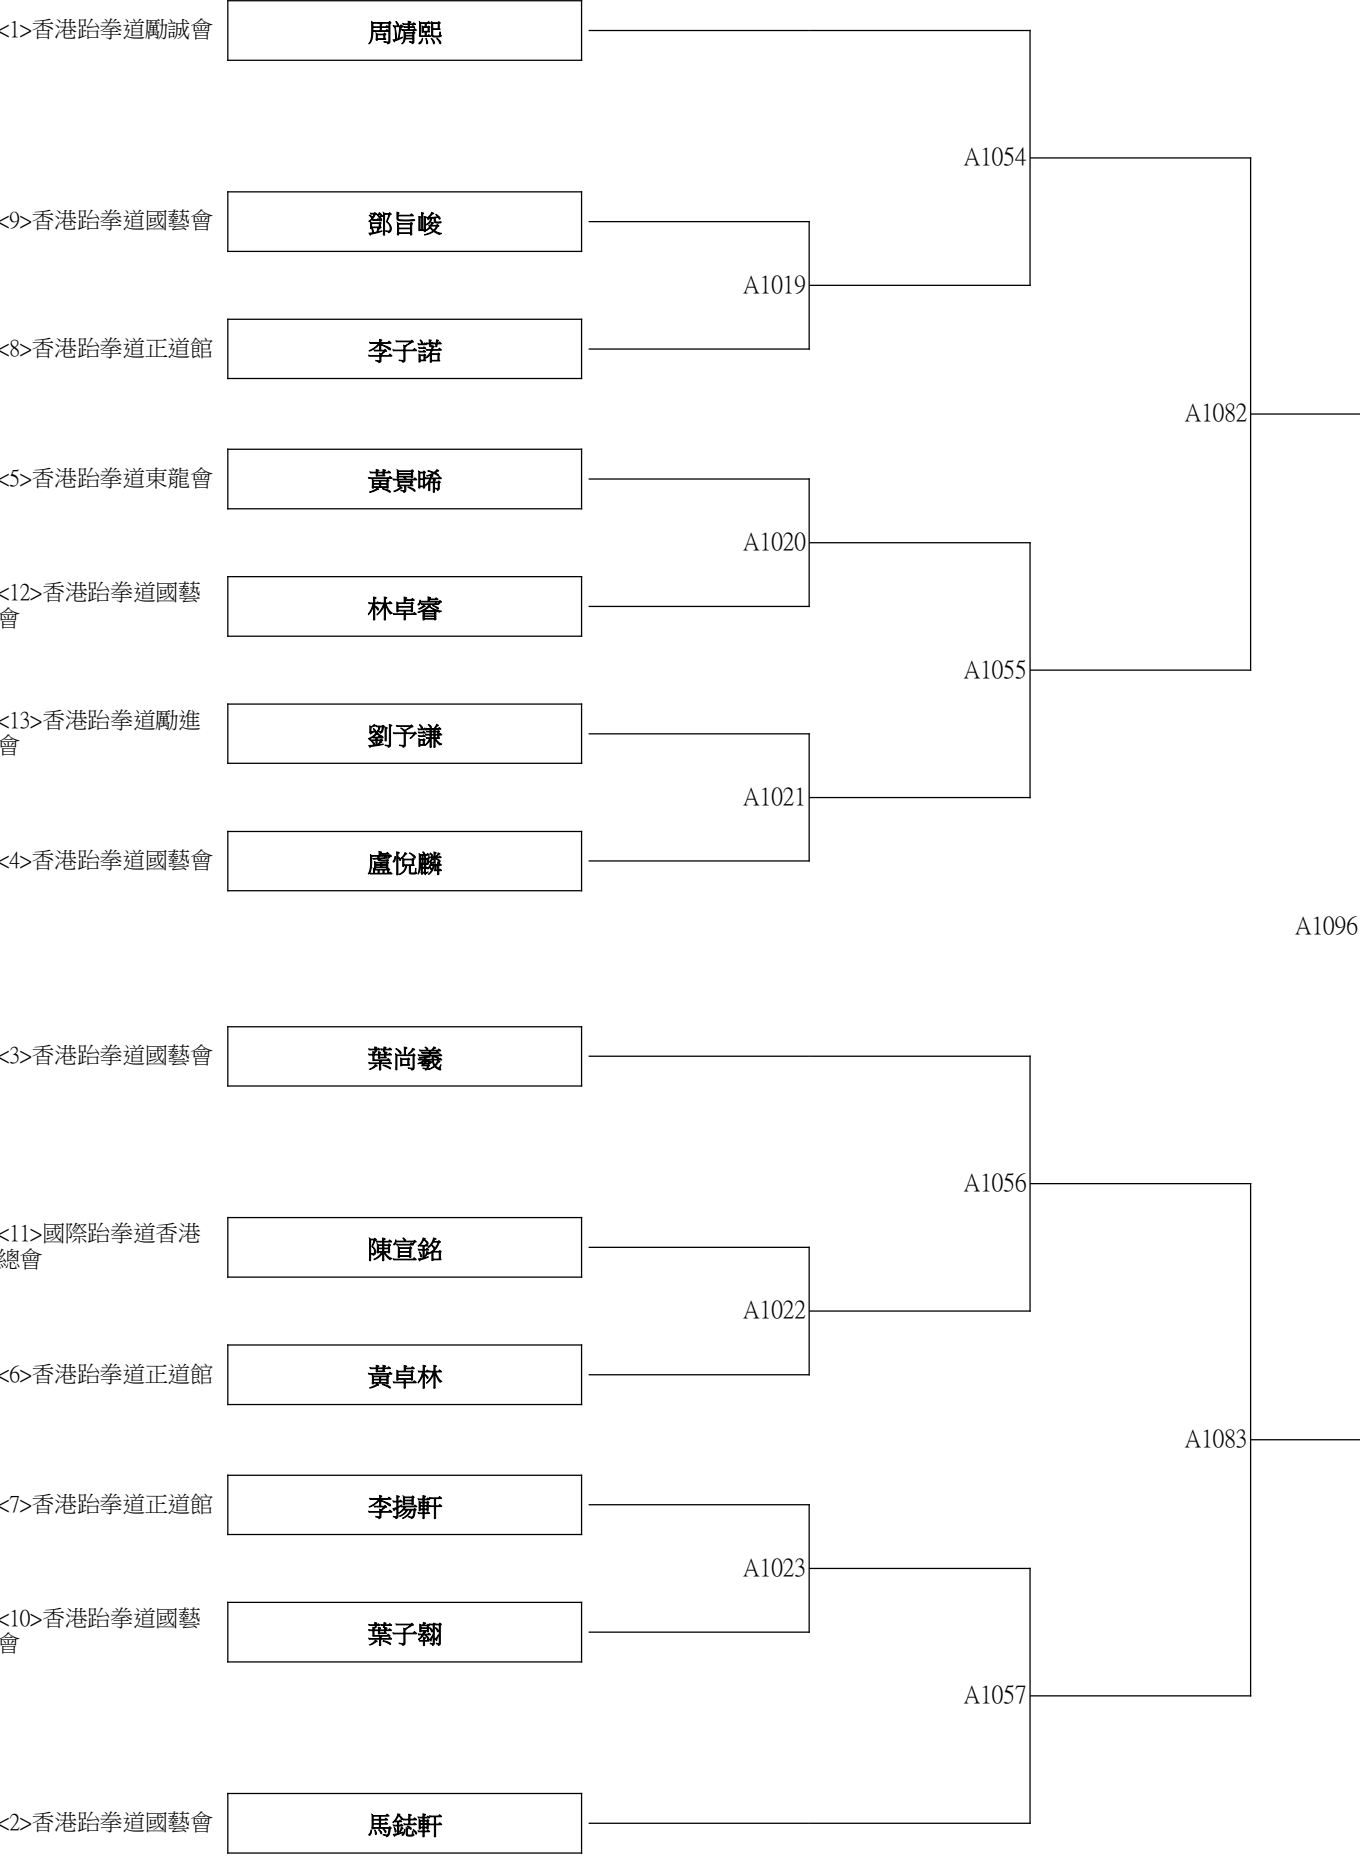 <1>香港跆拳道勵誠會
周靖熙
A1054
<9>香港跆拳道國藝會
鄧旨峻
A1019
<8>香港跆拳道正道館
李子諾
A1082
<5>香港跆拳道東龍會
黃景晞
A1020
<12>香港跆拳道國藝
會
林卓睿
A1055
<13>香港跆拳道勵進
會
劉予謙
A1021
<4>香港跆拳道國藝會
盧悅麟
A1096
<3>香港跆拳道國藝會
葉尚羲
A1056
<11>國際跆拳道香港
總會
陳宣銘
A1022
<6>香港跆拳道正道館
黃卓林
A1083
<7>香港跆拳道正道館
李揚軒
A1023
<10>香港跆拳道國藝
會
葉子翱
A1057
<2>香港跆拳道國藝會
馬鋕軒